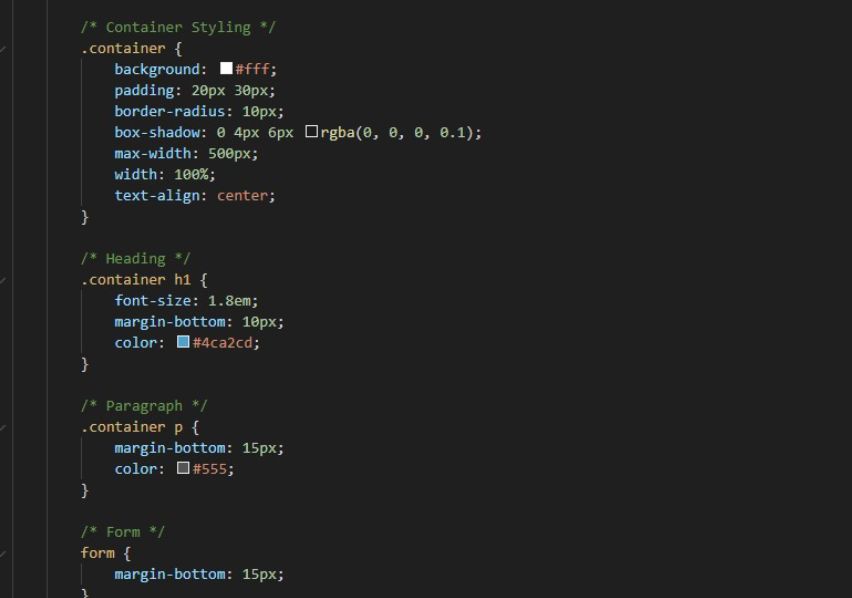 /* Container Styling */
.container {
background: #fff;
padding: 20px 30px;
border-radius: 10px;
box-shadow: 0 4px 6px rgba(0, 0, 0, 0.1);
max-width: 500px;
width: 100%;
text-align: center;
}
/* Heading */
.container h1 {
font-size: 1.8em;
margin-bottom: 10px;
color: #4ca2cd;
}
/* Paragraph */
.container p {
margin-bottom: 15px;
color: #555;
}
/* Form */
form {
margin-bottom: 15px;
}